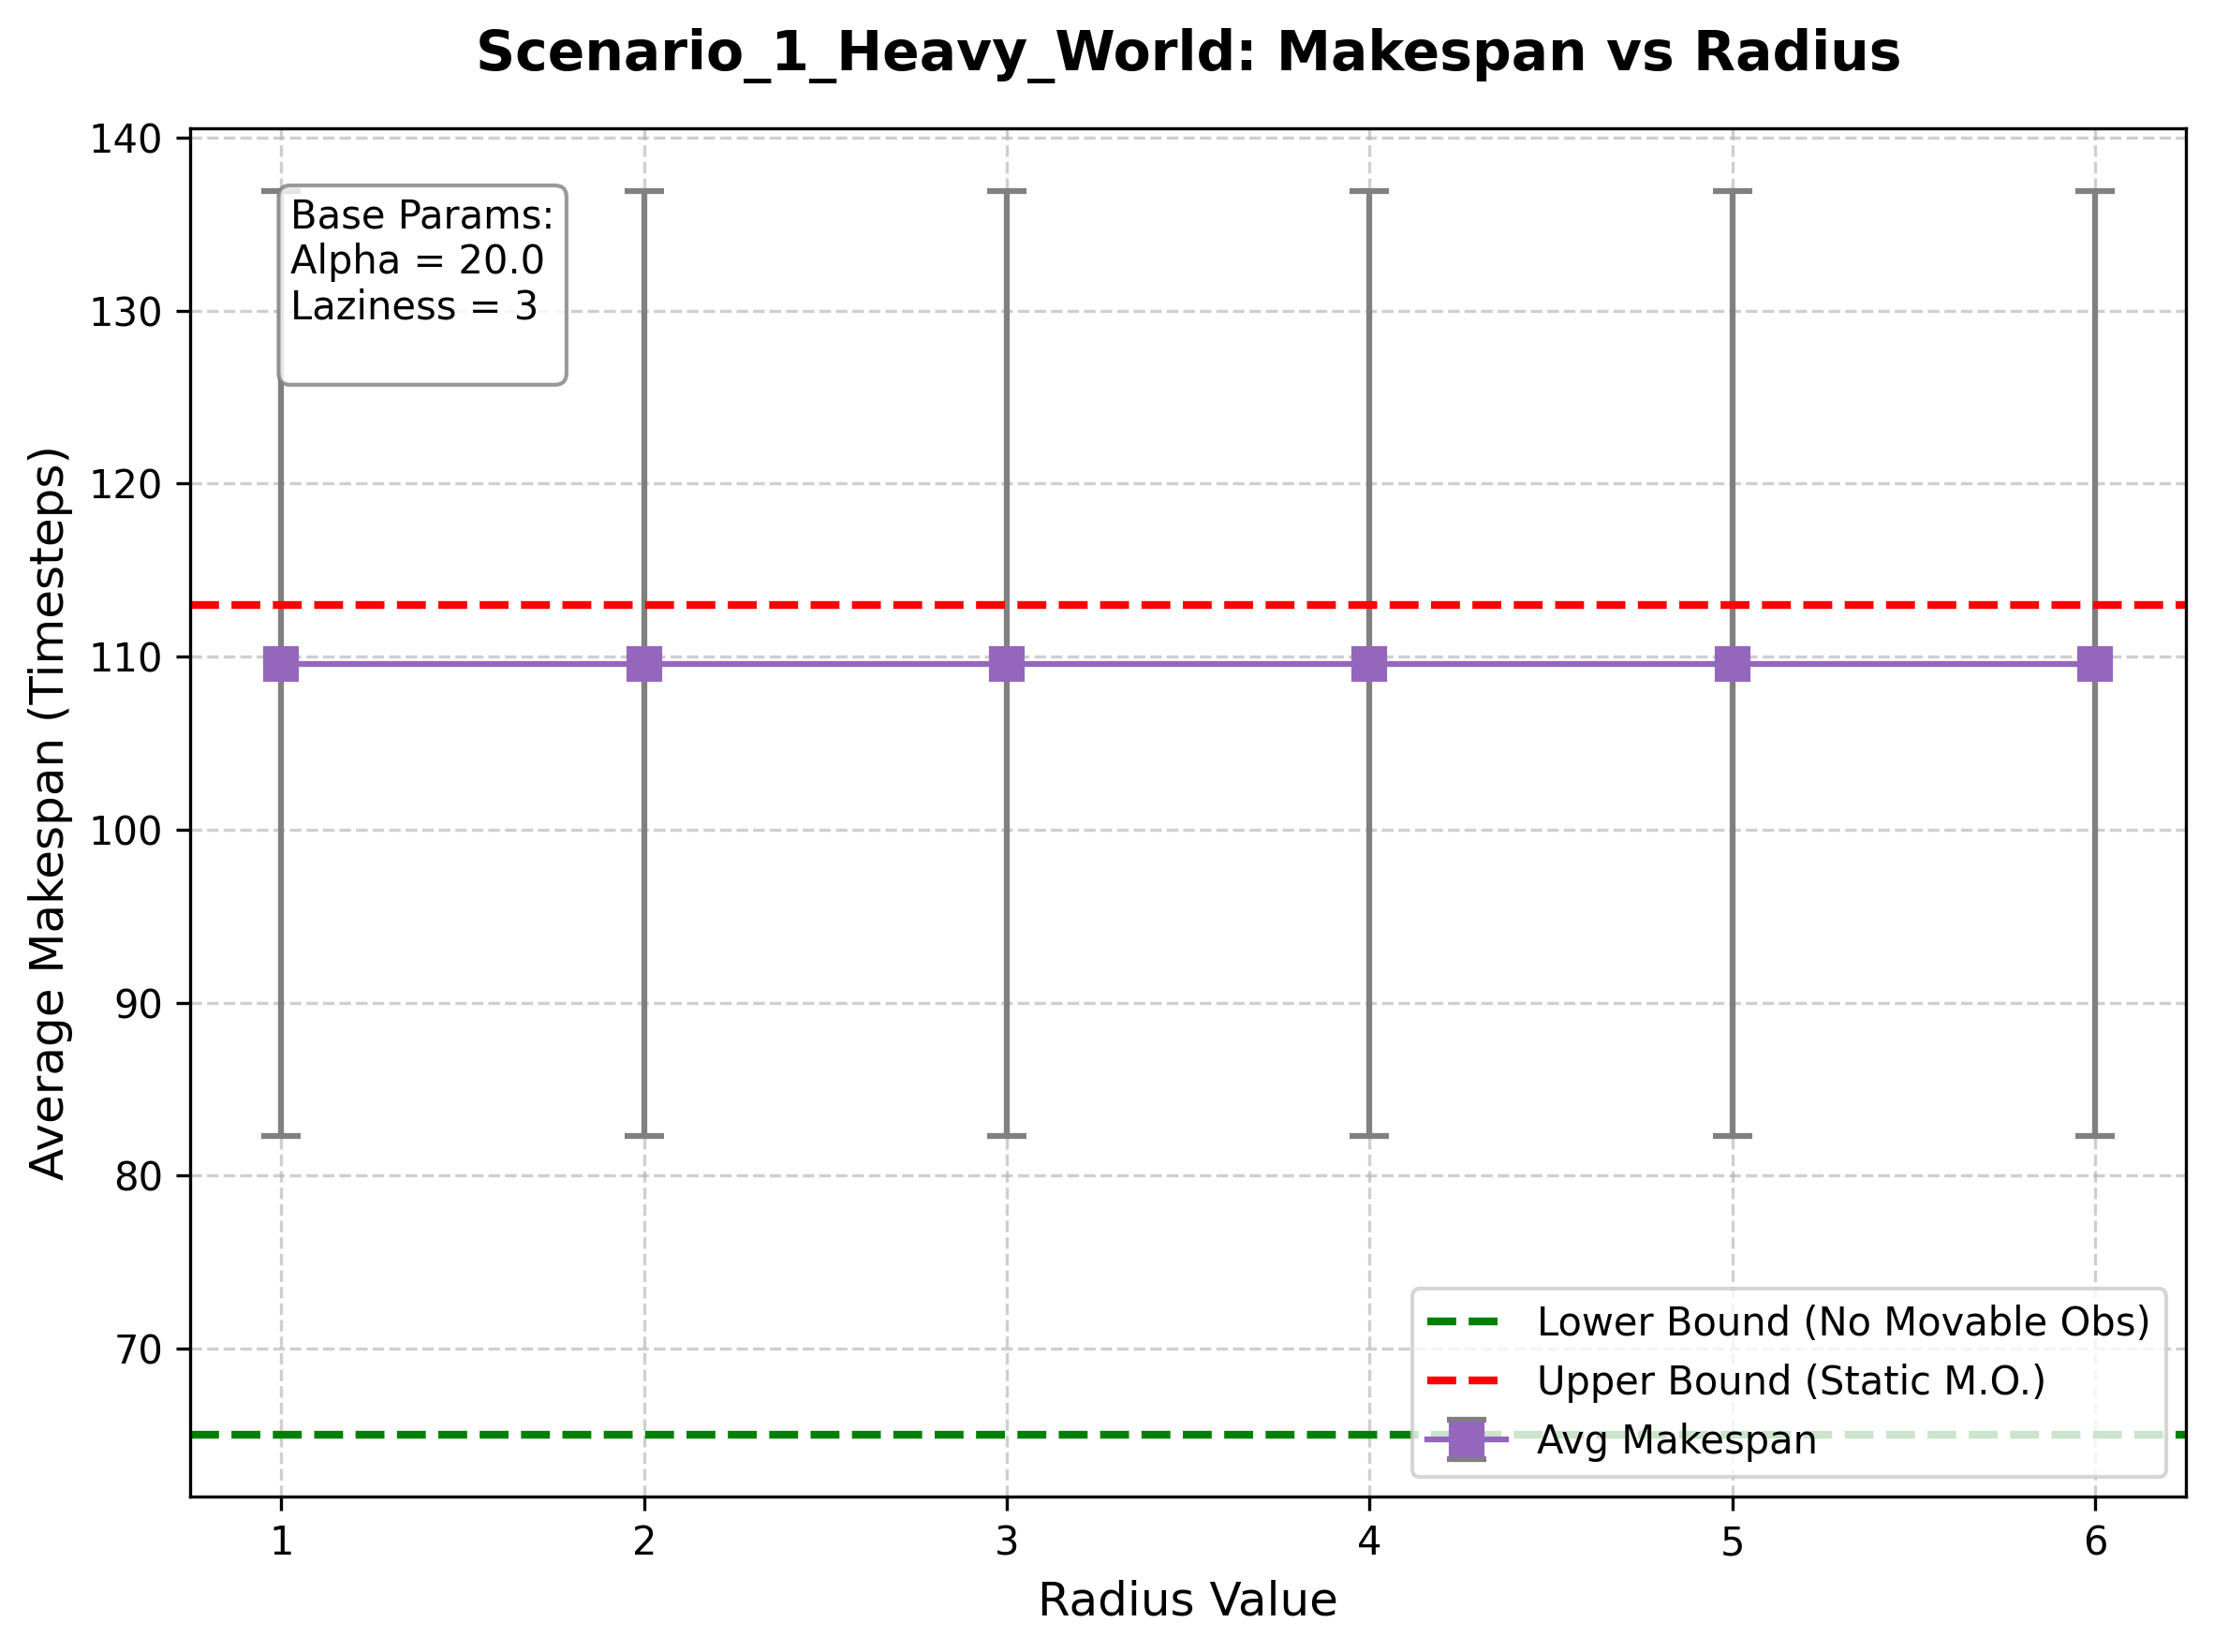 Scenario_1_Heavy_World: Makespan vs Radius
Average Makespan (Timesteps)
140
130
120
110
100
90
80
70
Base Params:
Alpha = 20.0
Laziness = 3
Lower Bound (No Movable Obs)
Upper Bound (Static M.O.)
Avg Makespan
1 2 3 4 5 6
Radius Value